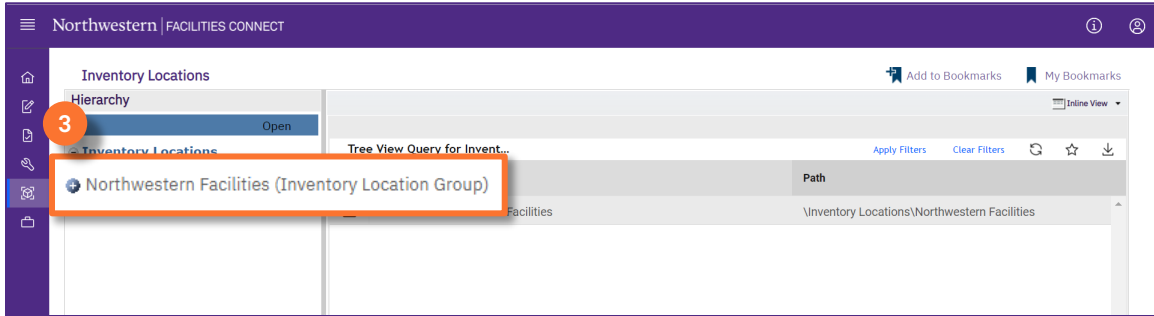 Northwestern | FACILITIES CONNECT
Inventory Locations
Add to Bookmarks
My Bookmarks
Hierarchy
Inline View
3
Open
Inventory Locations
Tree View Query for Invent...
Apply Filters
Clear Filters
Northwestern Facilities (Inventory Location Group)
Path
Facilities
\Inventory Locations\Northwestern Facilities